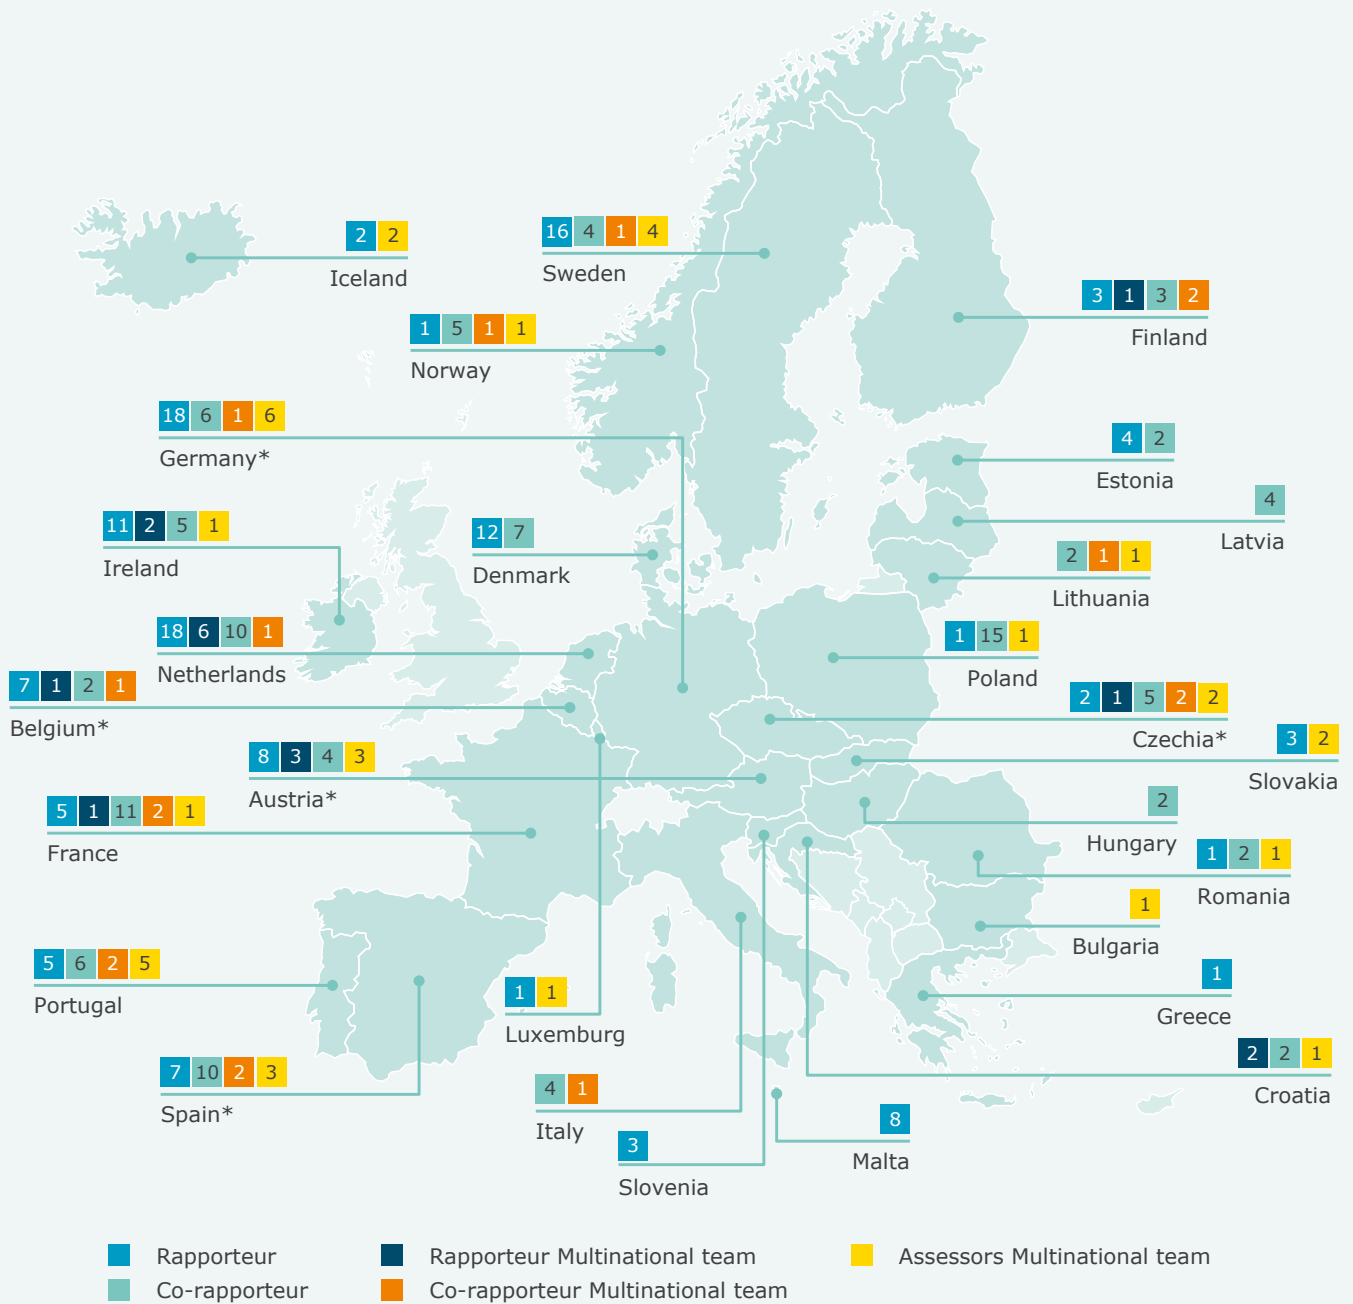 2 2
Iceland
16 4 1 4
Sweden
3 1 3 2
Finland
1 5 1 1
Norway
18 6 1 6
Germany*
4 2
Estonia
4
Latvia
11 2 5 1
Ireland
12 7
Denmark
2 1 1
Lithuania
18 6 10 1
Netherlands
1 15 1
Poland
7 1 2 1
Belgium*
2 1 5 2 2
Czechia*
3 2
Slovakia
8 3 4 3
Austria*
5 1 11 2 1
France
2
Hungary
1 2 1
Romania
1
Bulgaria
5 6 2 5
Portugal
1 1
Luxemburg
1
Greece
7 10 2 3
Spain*
4 1
Italy
2 2 1
Croatia
8
Malta
3
Slovenia
Rapporteur
Rapporteur Multinational team
Assessors Multinational team
Co-rapporteur
Co-rapporteur Multinational team